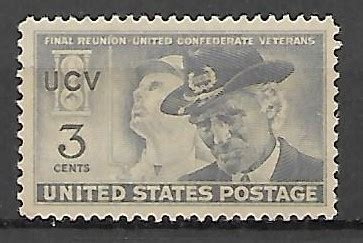 FINAL REUNION·UNITED CONFEDERATE VETERANS
UCV
3
CENTS
UNITED STATES POSTAGE